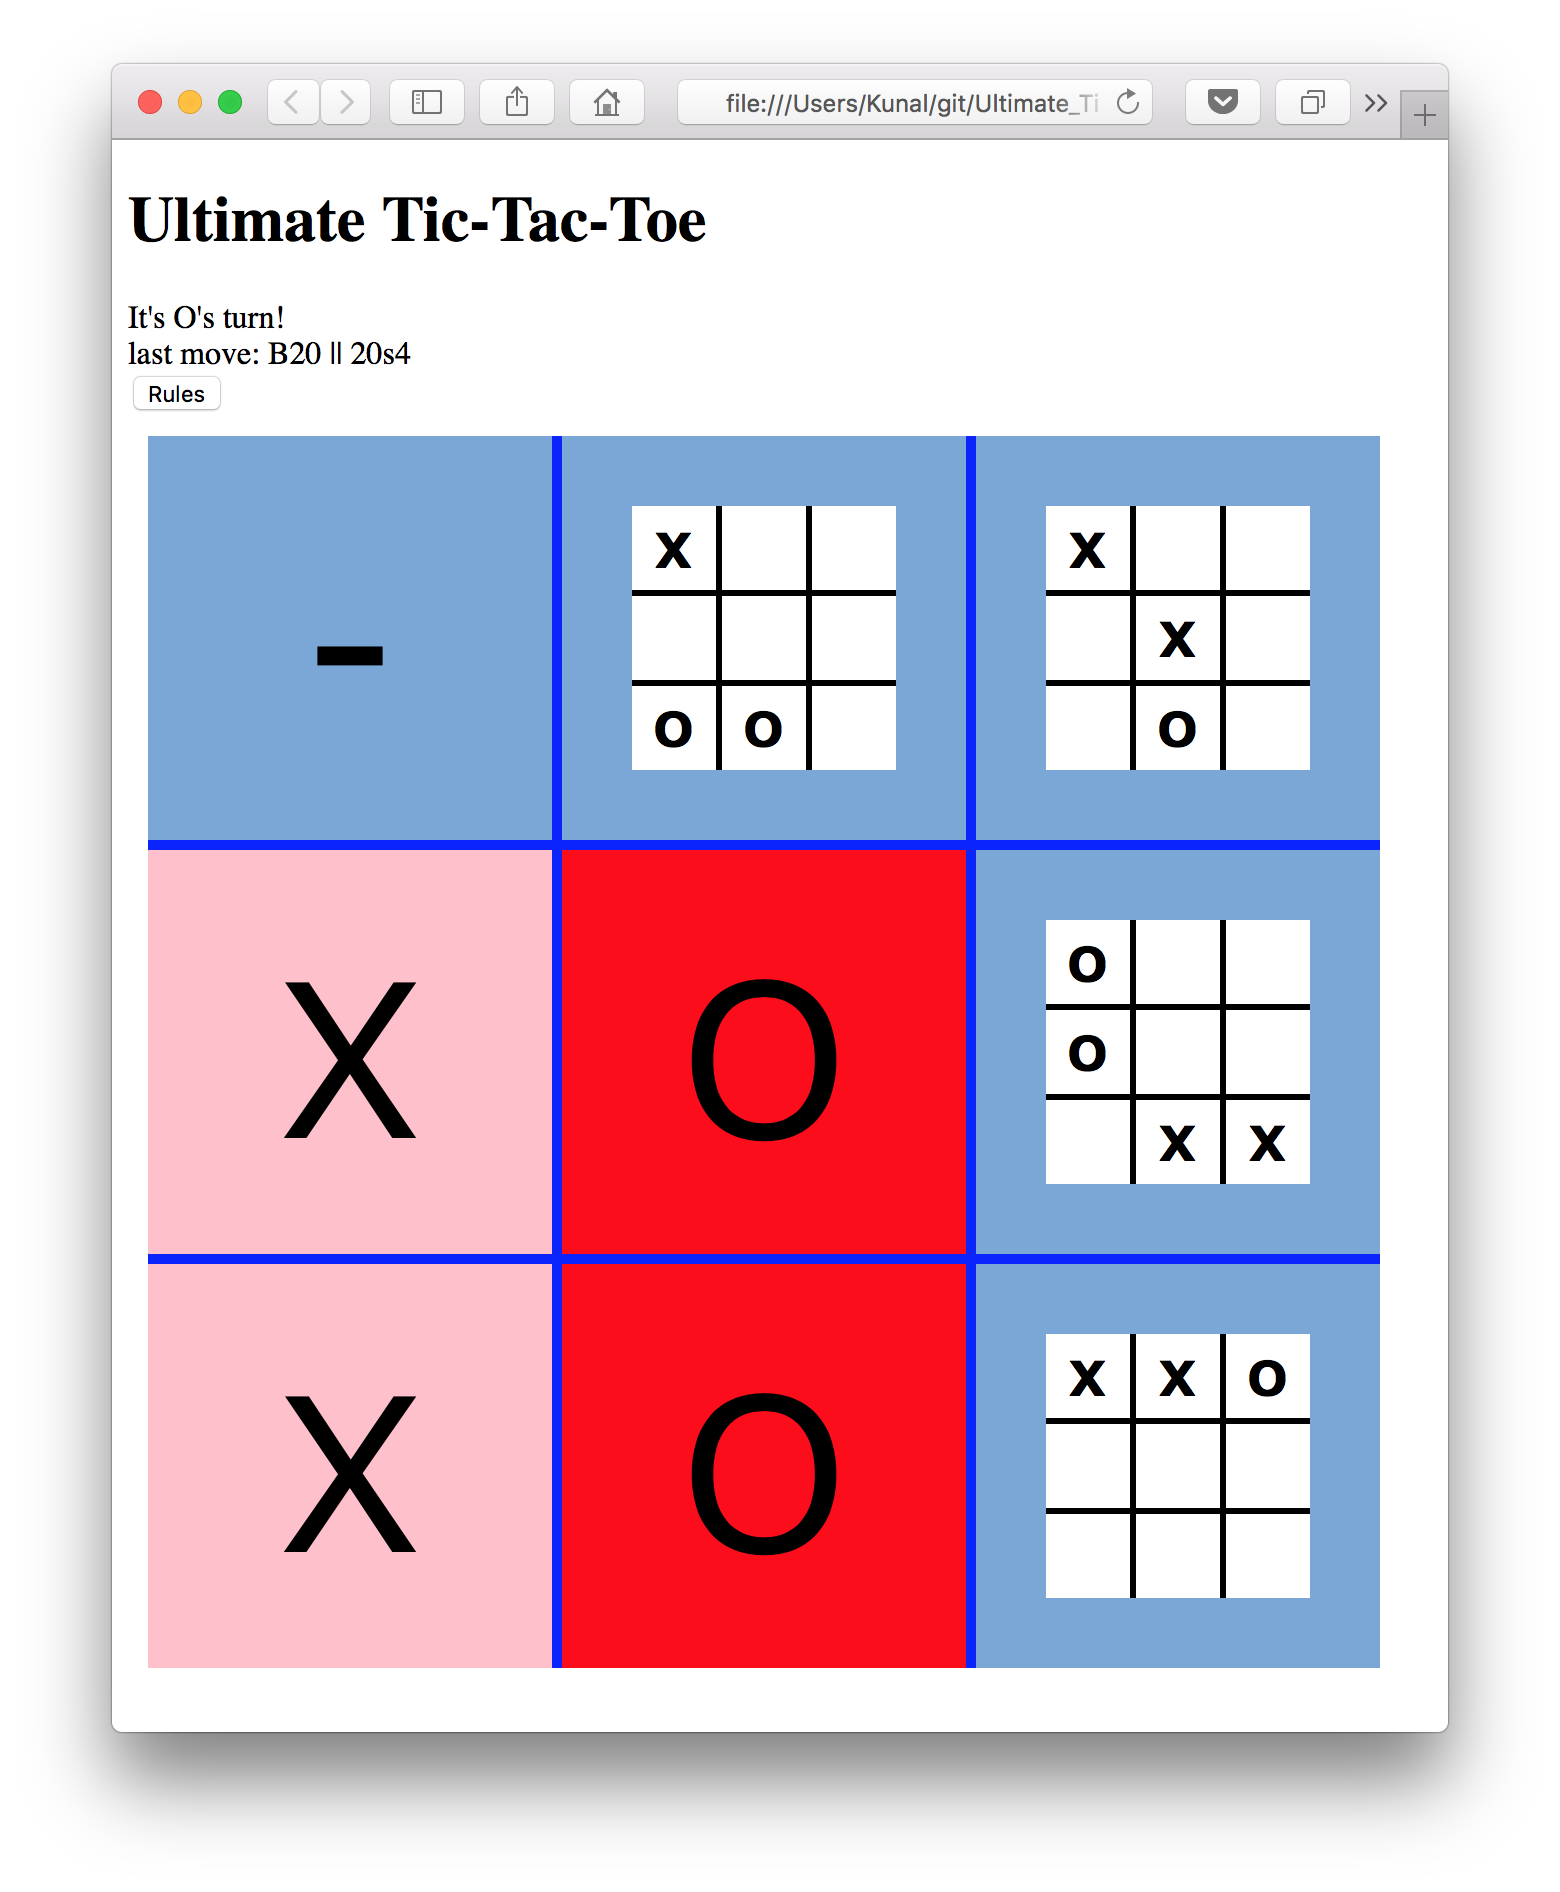 file:///Users/Kunal/git/Ultimate_Ti
Ultimate Tic-Tac-Toe
It's O's turn!
last move: B20 || 20s4
Rules
X X
X
- O O O
O
O
X O X X
X X O
X O